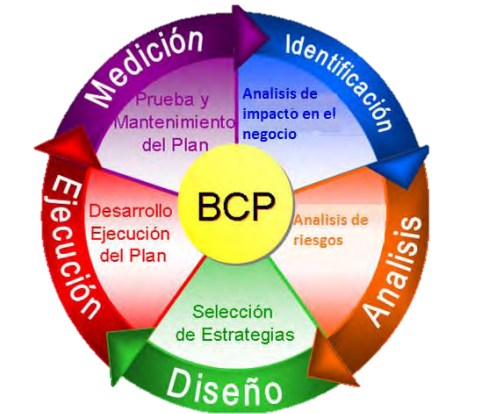 Identificación
Analisis de
impacto en el
negocio
Analisis
Analisis de
riesgos
Diseño
Selección
de Estrategias
Ejecución
Desarrollo
Ejecución
del Plan
Medición
Prueba y
Mantenimiento
del Plan
BCP